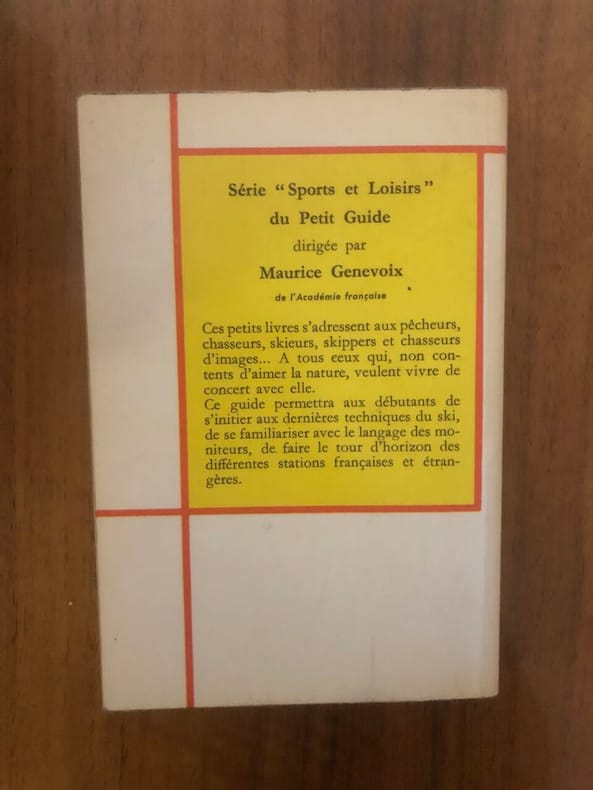 Série “Sports et Loisirs”
du Petit Guide
dirigée par
Maurice Genevoix
de l'Académie française
Ces petits livres s'adressent aux pêcheurs,
chasseurs, skieurs, skippers et chasseurs
d'images... A tous ceux qui, non con-
tents d'aimer la nature, veulent vivre de
concert avec elle.
Ce guide permettra aux débutants de
s'initier aux dernières techniques du ski,
de se familiariser avec le langage des mo-
niteurs, de faire le tour d'horizon des
différentes stations françaises et étran-
gères.